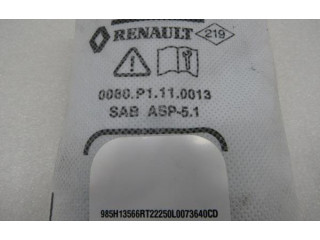 RENAULT 219
0080.P1.11.0013
SAB ASP-5.1
985H13566RT22250L0073640CD